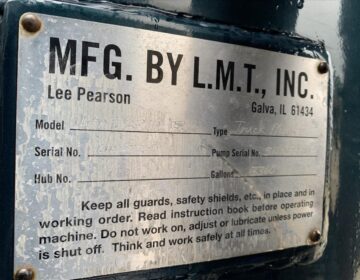 MFG. BY L.M.T., INC.
Lee Pearson Galva, IL 61434
Model Type Truck
Serial No. Pump Serial No.
Hub No. Gallons
Keep all guards, safety shields, etc., in place and in
working order. Read instruction book before operating
machine. Do not work on, adjust or lubricate unless power
is shut off. Think and work safely at all times.